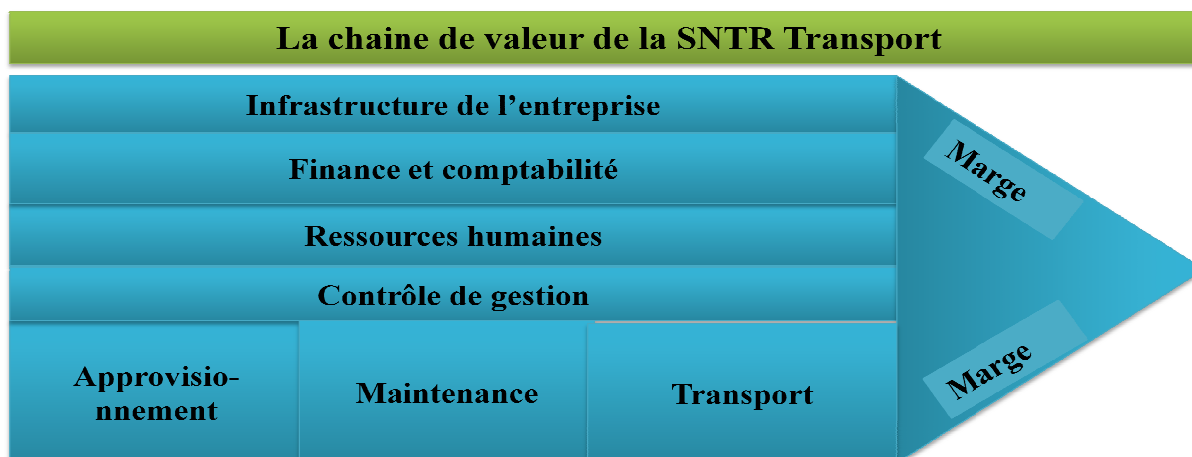 La chaine de valeur de la SNTR Transport
Infrastructure de l’entreprise
Finance et comptabilité
Ressources humaines
Contrôle de gestion
Approvisio-
nnement
Maintenance
Transport
Marge
Marge